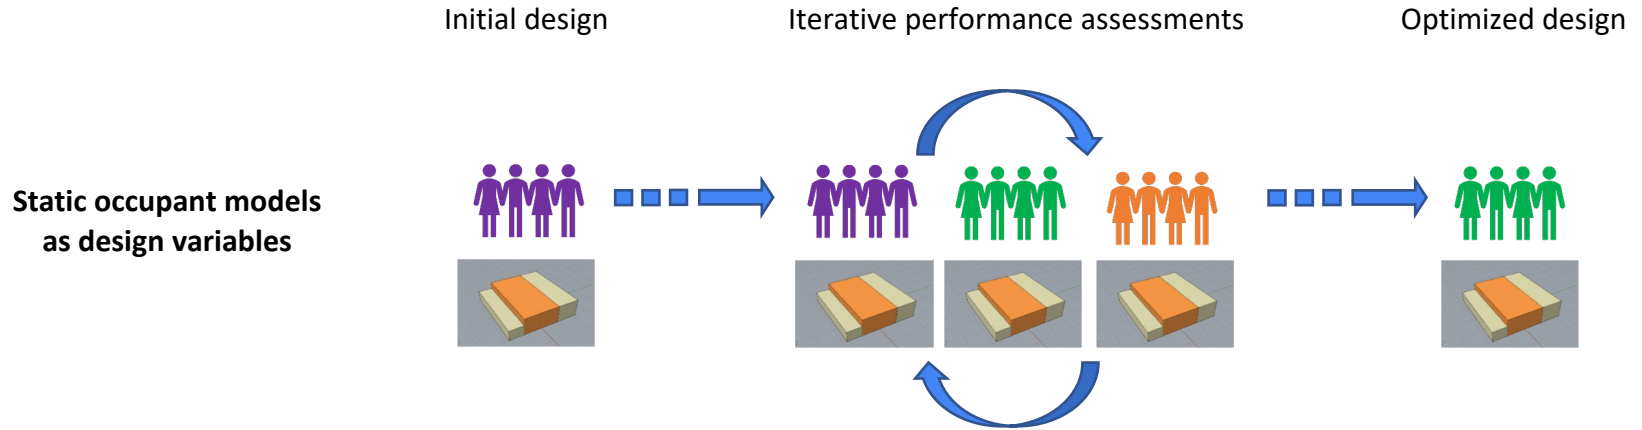 Initial design
Iterative performance assessments
Optimized design
Static occupant models
as design variables